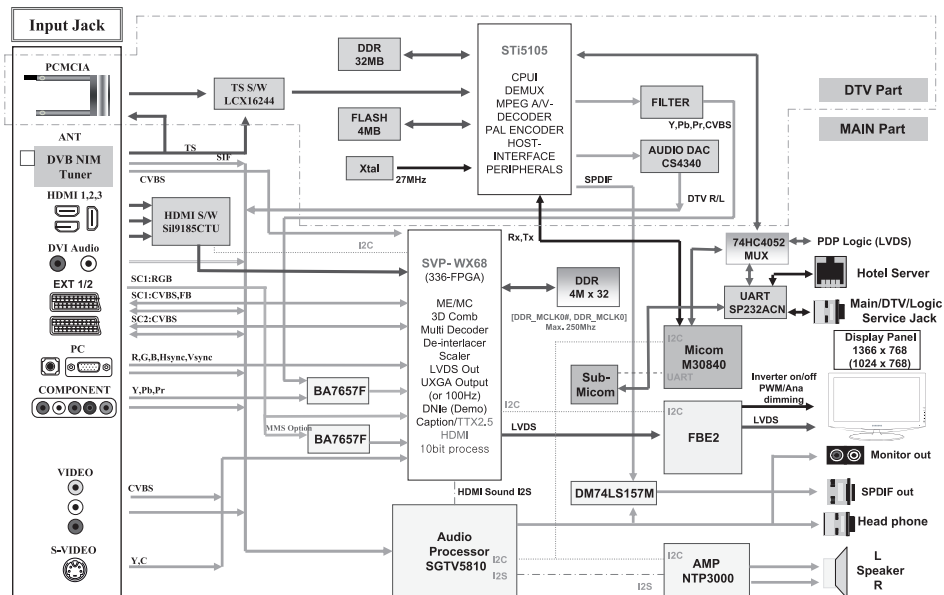 Input Jack
PCMCIA
ANT
DVB NIM
Tuner
HDMI 1,2,3
DVI Audio
EXT 1/2
PC
COMPONENT
VIDEO
S-VIDEO
TS S/W
LCX16244
TS
SIF
CVBS
HDMI S/W
Sil9185CTU
SC1:RGB
SC1:CVBS,FB
SC2:CVBS
R,G,B,Hsync,Vsync
Y,Pb,Pr
MMS Option
CVBS
Y,C
BA7657F
BA7657F
DDR
32MB
FLASH
4MB
Xtal
27MHz
STi5105
CPUI
DEMUX
MPEG A/V-
DECODER
PAL ENCODER
HOST-
INTERFACE
PERIPHERALS
FILTER
Y,Pb,Pr,CVBS
AUDIO DAC
CS4340
SPDIF
DTV R/L
DTV Part
MAIN Part
I2C
SVP- WX68
(336-FPGA)
ME/MC
3D Comb
Multi Decoder
De-interlacer
Scaler
LVDS Out
UXGA Output
(or 100Hz)
DNIe (Demo)
Caption/TTX2.5
HDMI
10bit process
Rx,Tx
DDR
4M x 32
[DDR_MCLK0#, DDR_MCLK0]
Max. 250Mhz
74HC4052
MUX
PDP Logic (LVDS)
UART
SP232ACN
Hotel Server
Main/DTV/Logic
Service Jack
I2C
Micom
M30840
UART
Sub-
Micom
Display Panel
1366 x 768
(1024 x 768)
Inverter on/off
PWM/Ana
dimming
LVDS
I2C
I2C
FBE2
LVDS
Monitor out
DM74LS157M
SPDIF out
Head phone
HDMI Sound I2S
Audio
Processor
SGTV5810
I2C
I2S
I2C
AMP
NTP3000
I2S
L
Speaker
R